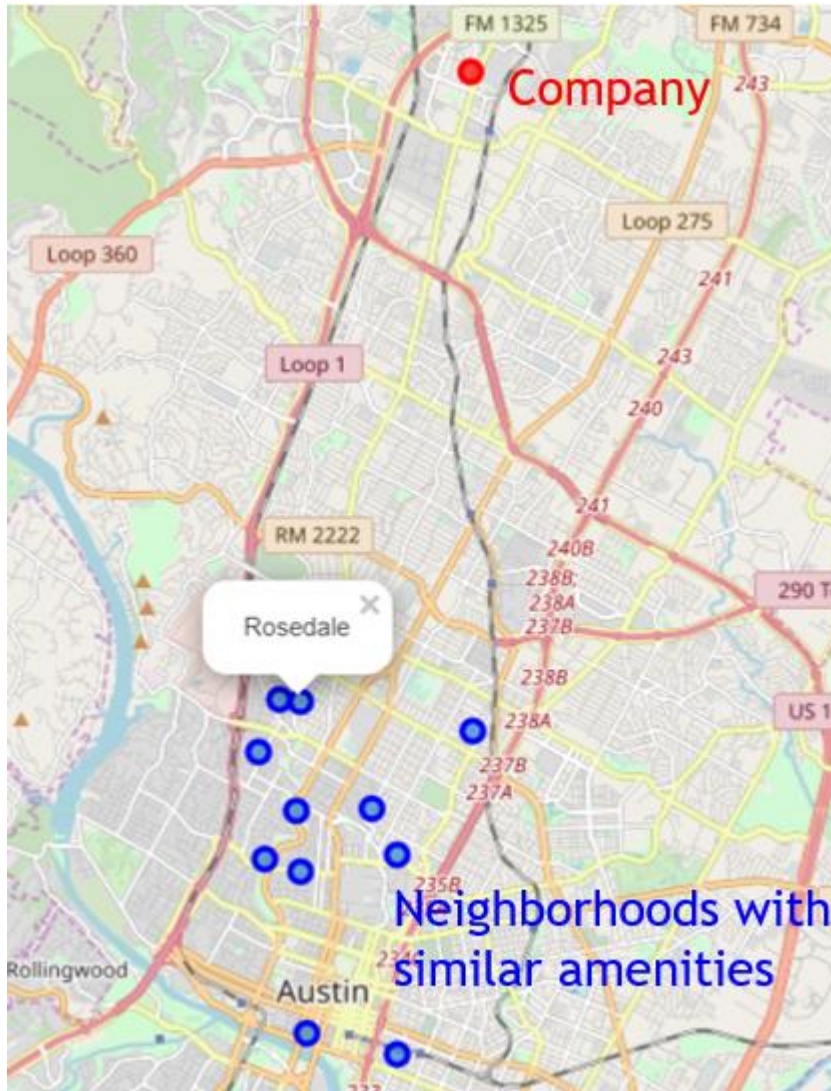 FM 1325
FM 734
Company
243
Loop 275
Loop 360
241
243
Loop 1
240
241
RM 2222
240B
238B;
238A
237B
290 T
Rosedale ×
238B
US 1
238A
237B
237A
235B
Neighborhoods with
similar amenities
Rollingwood
Austin